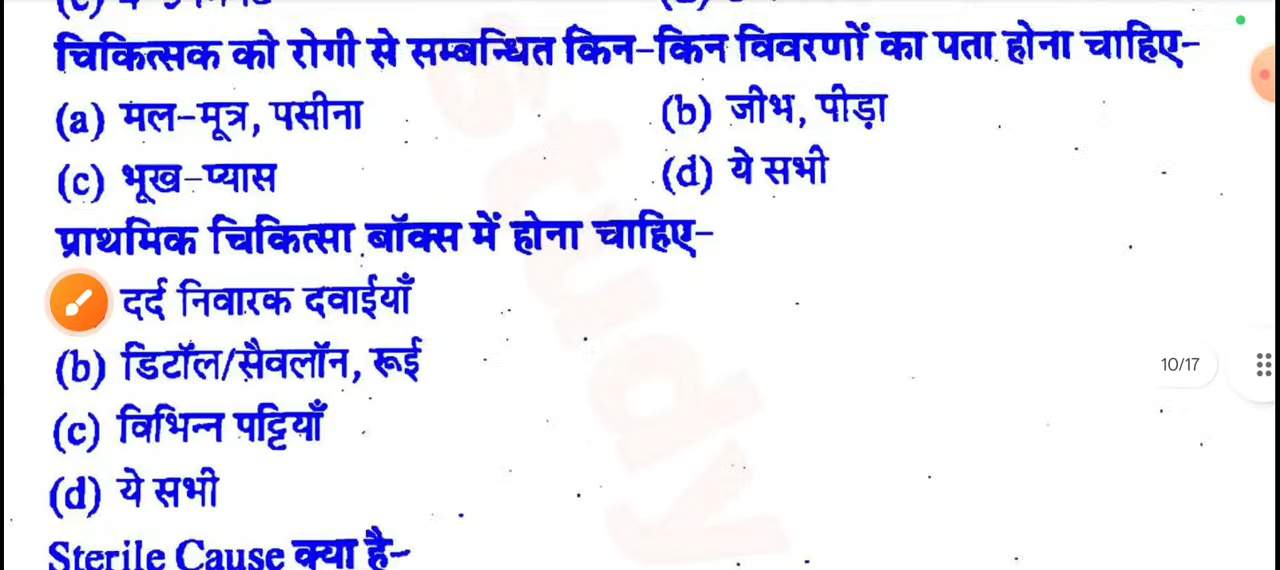 चिकित्सक को रोगी से सम्बन्धित किन-किन विवरणों का पता होना चाहिए-
(a) मल-मूत्र, पसीना (b) जीभ, पीड़ा
(c) भूख-प्यास (d) ये सभी
प्राथमिक चिकित्सा बॉक्स में होना चाहिए-
दर्द निवारक दवाईयाँ
(b) डिटॉल/सैवलॉन, रूई
10/17
(c) विभिन्न पट्टियाँ
(d) ये सभी
Sterile Cause क्या है-
study